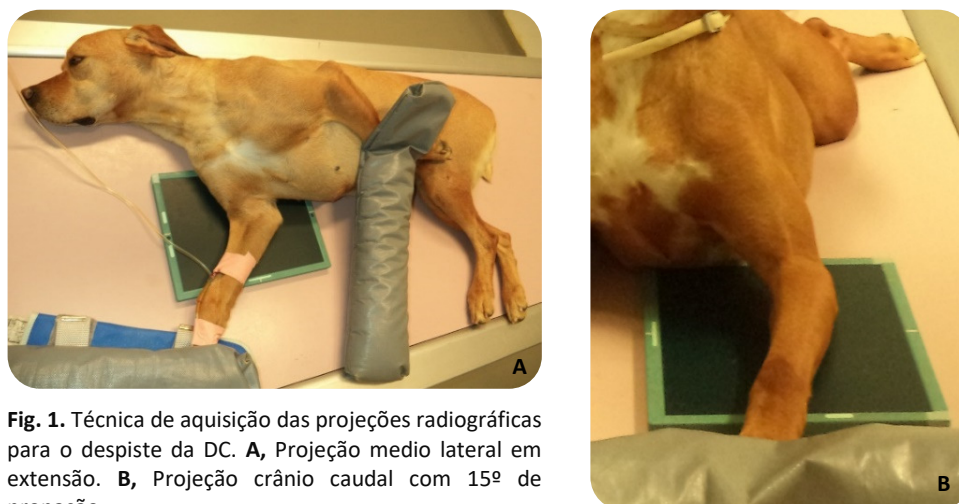 A
B
Fig. 1. Técnica de aquisição das projeções radiográficas
para o despiste da DC. A, Projeção medio lateral em
extensão. B, Projeção crânio caudal com 15º de